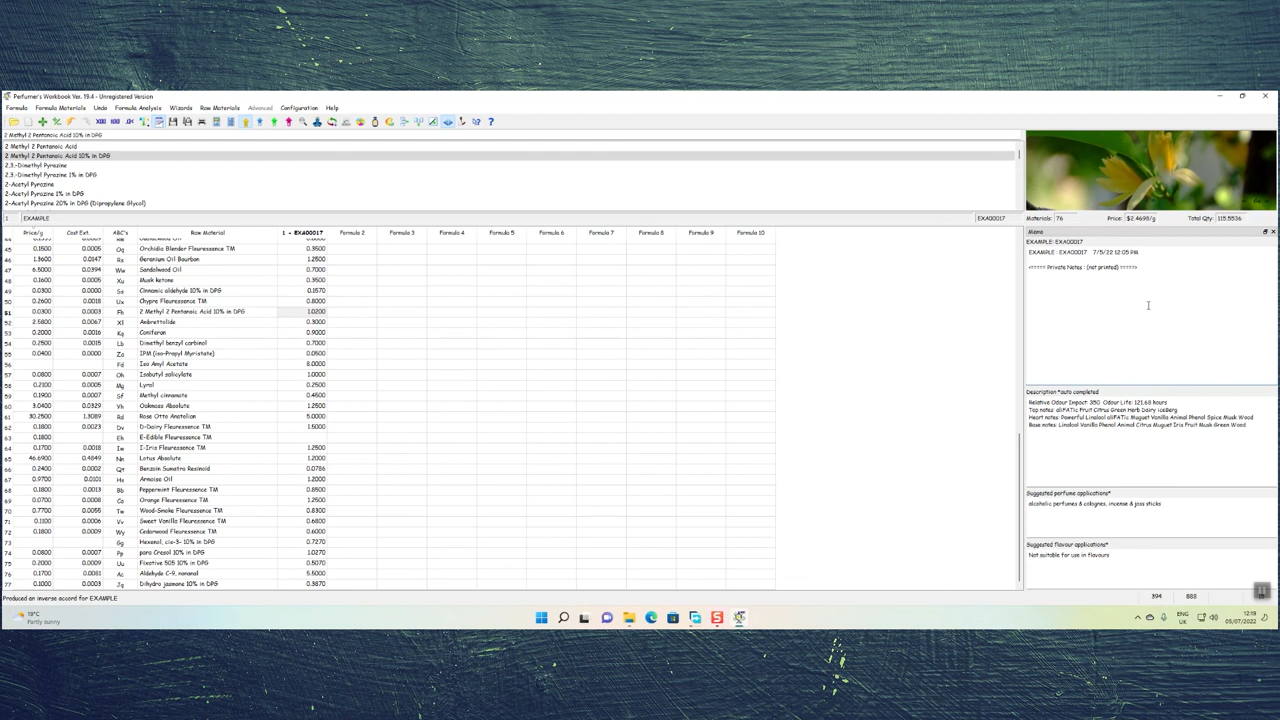 Perfumer's Workbook Ver. 19.4 - Unregistered Version
Formula Formula Materials Undo Formula Analysis Wizards Raw Materials Advanced Configuration Help
2 Methyl 2 Pentanoic Acid 10% in DPG
2 Methyl 2 Pentanoic Acid
2 Methyl 2 Pentanoic Acid 10% in DPG
2,3,-Dimethyl Pyrazine
2,3,-Dimethyl Pyrazine 1% in DPG
2-Acetyl Pyrazine
2-Acetyl Pyrazine 1% in DPG
2-Acetyl Pyrazine 20% in DPG (Dipropylene Glycol)
1 EXAMPLE EXA00017 Materials: 76 Price: $2.4698/g Total Qty: 115.5536
Price/g Cost Ext. ABC's Raw Material 1 - EXA00017 Formula 2 Formula 3 Formula 4 Formula 5 Formula 6 Formula 7 Formula 8 Formula 9 Formula 10
45 0.1500 0.0005 Oq Orchidia Blender Fleuressence TM 0.3500
46 1.3600 0.0147 Rs Geranium Oil Bourbon 1.2500
47 6.5000 0.0394 Ww Sandalwood Oil 0.7000
48 0.1600 0.0005 Xu Musk ketone 0.3500
49 0.0300 0.0000 Ss Cinnamic aldehyde 10% in DPG 0.1570
50 0.2600 0.0018 Ux Chypre Fleuressence TM 0.8000
51 0.0300 0.0003 Fh 2 Methyl 2 Pentanoic Acid 10% in DPG 1.0200
52 2.5800 0.0067 Xl Ambrettolide 0.3000
53 0.2000 0.0016 Kq Coniferan 0.9000
54 0.2500 0.0015 Lb Dimethyl benzyl carbinol 0.7000
55 0.0400 0.0000 Za IPM (iso-Propyl Myristate) 0.0500
56 Fd Iso Amyl Acetate 8.0000
57 0.0800 0.0007 Oh Isobutyl salicylate 1.0000
58 0.2100 0.0005 Mg Lyral 0.2500
59 0.1900 0.0007 Sf Methyl cinnamate 0.4600
60 3.0400 0.0329 Vh Oakmoss Absolute 1.2500
61 30.2500 1.3089 Rd Rose Otto Anatolian 5.0000
62 0.1800 0.0023 Dv D-Dairy Fleuressence TM 1.5000
63 0.1800 Eh E-Edible Fleuressence TM
64 0.1700 0.0018 Iw I-Iris Fleuressence TM 1.2500
65 46.6900 0.4849 Nn Lotus Absolute 1.2000
66 0.2400 0.0002 Qt Benzoin Sumatra Resinoid 0.0786
67 0.9700 0.0101 Hs Armoise Oil 1.2000
68 0.1800 0.0013 Bb Peppermint Fleuressence TM 0.8500
69 0.0700 0.0008 Ca Orange Fleuressence TM 1.2500
70 0.7700 0.0055 Tw Wood-Smoke Fleuressence TM 0.8300
71 0.1100 0.0006 Vv Sweet Vanilla Fleuressence TM 0.6800
72 0.1800 0.0009 Wy Cedarwood Fleuressence TM 0.6000
73 Gg Hexenol, cis-3- 10% in DPG 0.7270
74 0.0800 0.0007 Pp para Cresol 10% in DPG 1.0270
75 0.2000 0.0009 Uu Fixative 505 10% in DPG 0.5070
76 0.1700 0.0081 Ac Aldehyde C-9, nonanal 5.5000
77 0.1000 0.0003 Jq Dihydro jasmone 10% in DPG 0.3870
Memo
EXAMPLE: EXA00017
EXAMPLE : EXA00017 7/5/22 12:05 PM
<===== Private Notes : (not printed) =====>
Description *auto completed
Relative Odour Impact: 350 Odour Life: 121.68 hours
Top notes: aliFATic Fruit Citrus Green Herb Dairy iceBerg
Heart notes: Powerful Linalool aliFATic Muguet Vanilla Animal Phenol Spice Musk Wood
Base notes: Linalool Vanilla Phenol Animal Citrus Muguet Iris Fruit Musk Green Wood
Suggested perfume applications*
alcoholic perfumes & colognes, incense & joss sticks
Suggested flavour applications*
Not suitable for use in flavours
Produced an inverse accord for EXAMPLE 394 888
19°C
Partly sunny
ENG
UK
12:19
05/07/2022